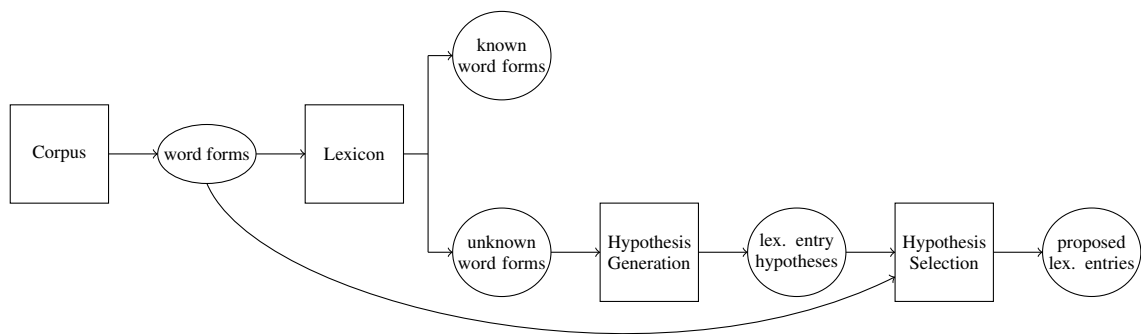 known
word forms
Corpus
word forms
Lexicon
unknown
word forms
Hypothesis
Generation
lex. entry
hypotheses
Hypothesis
Selection
proposed
lex. entries